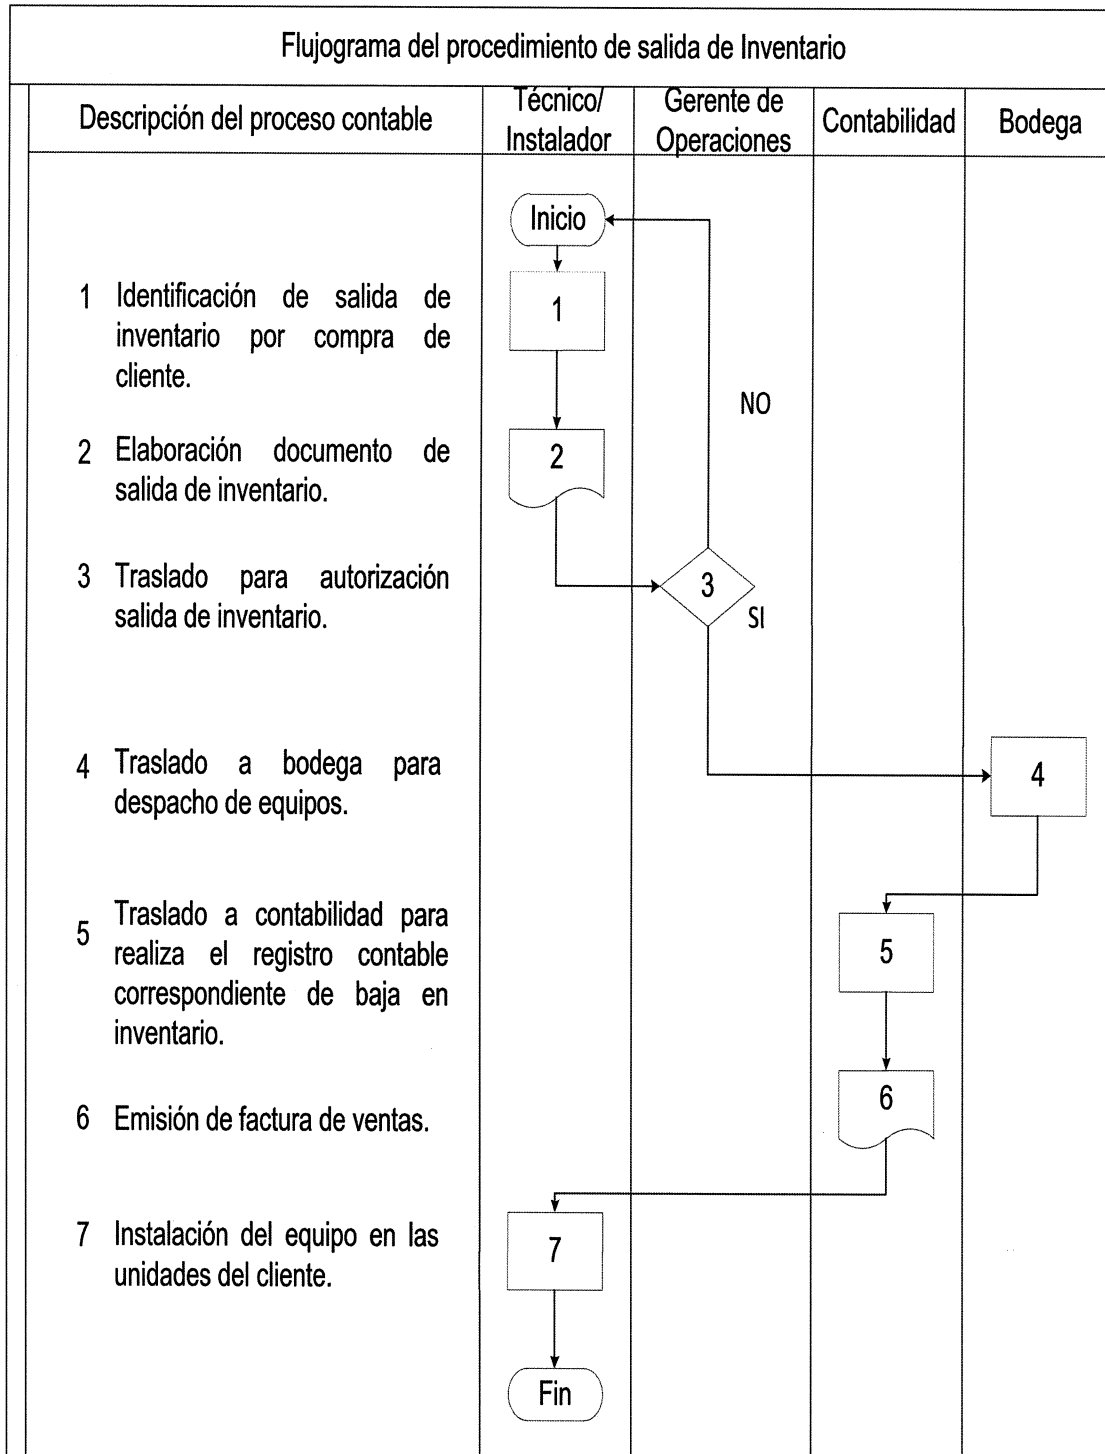 Flujograma del procedimiento de salida de Inventario
Descripción del proceso contable
Técnico/
Instalador
Gerente de
Operaciones
Contabilidad
Bodega
Inicio
1 Identificación de salida de
inventario por compra de
cliente.
1
NO
2 Elaboración documento de
salida de inventario.
2
3 Traslado para autorización
salida de inventario.
3
SI
4 Traslado a bodega para
despacho de equipos.
4
5 Traslado a contabilidad para
realiza el registro contable
correspondiente de baja en
inventario.
5
6 Emisión de factura de ventas.
6
7 Instalación del equipo en las
unidades del cliente.
7
Fin